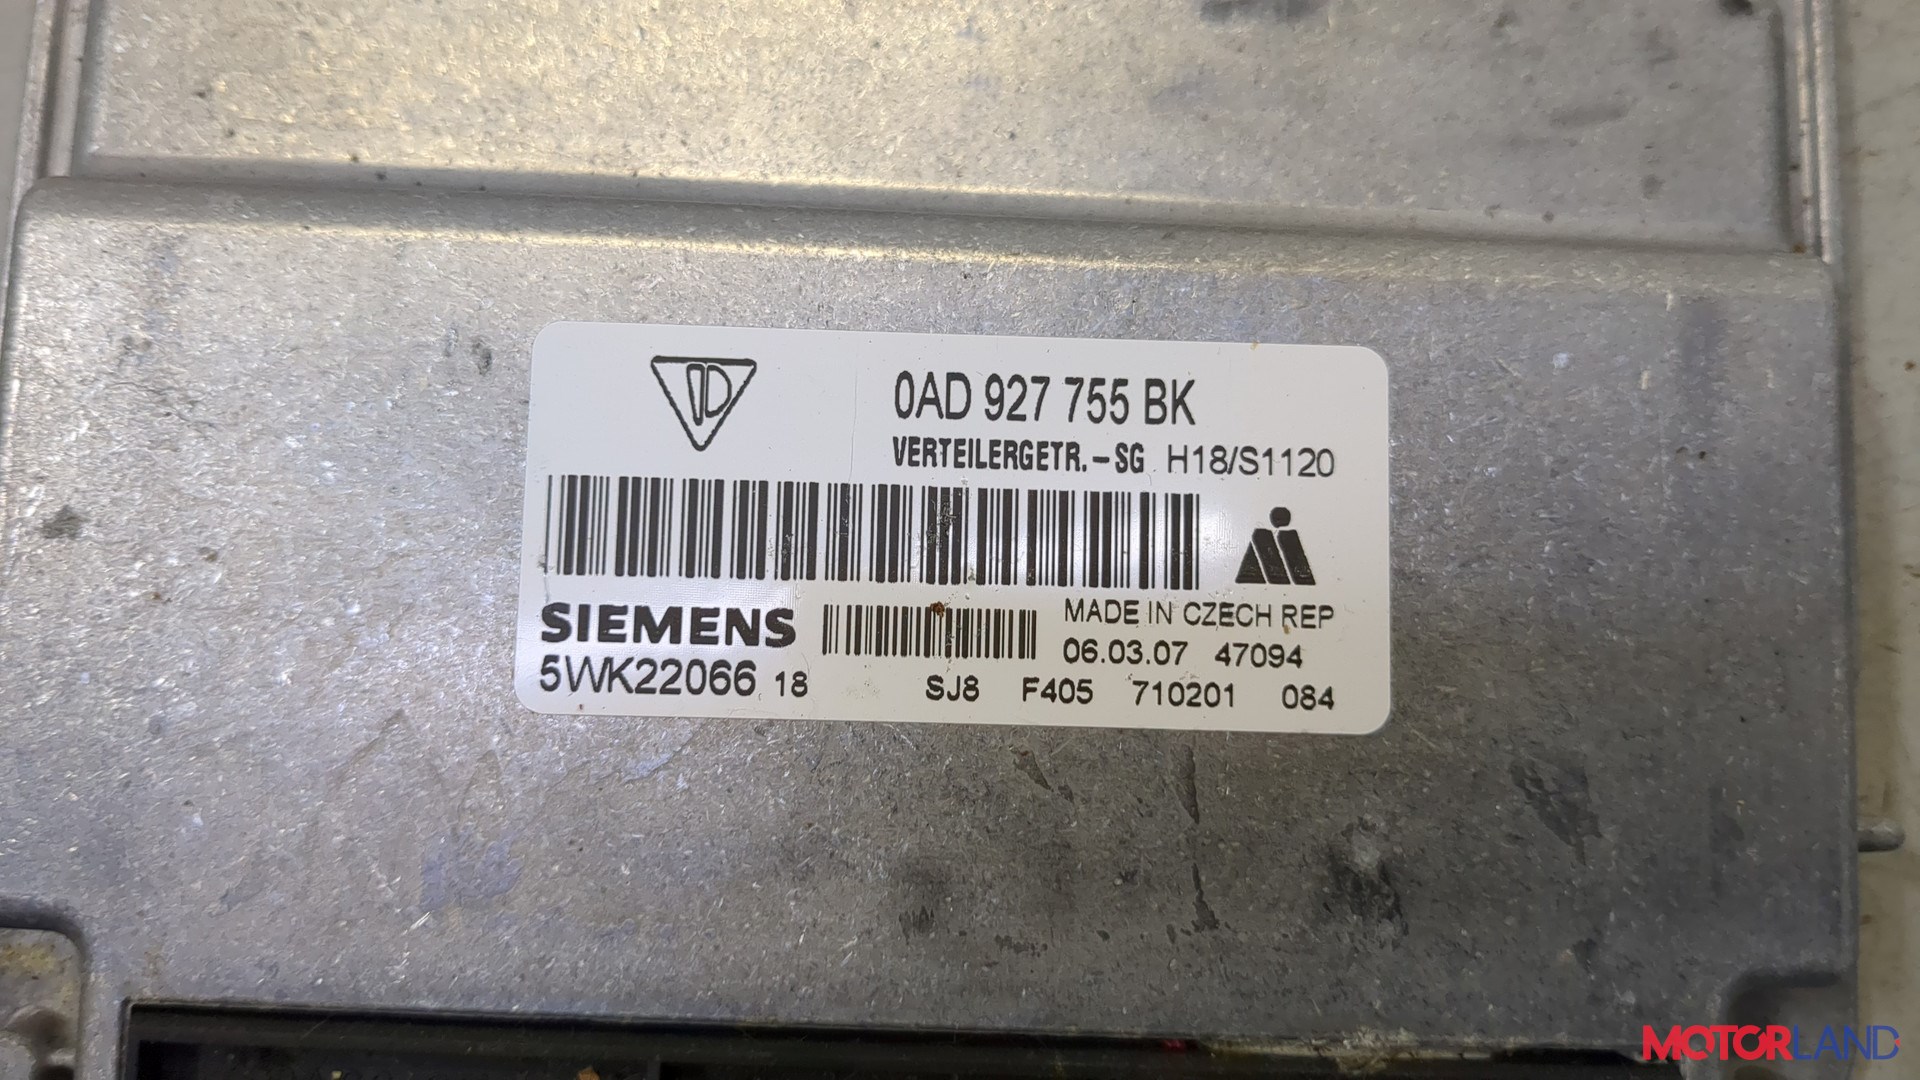 0AD 927 755 BK
VERTEILERGETR.-SG H18/S1120
SIEMENS
MADE IN CZECH REP
06.03.07 47094
5WK22066 18
SJ8 F405 710201 084
MOTORLAND